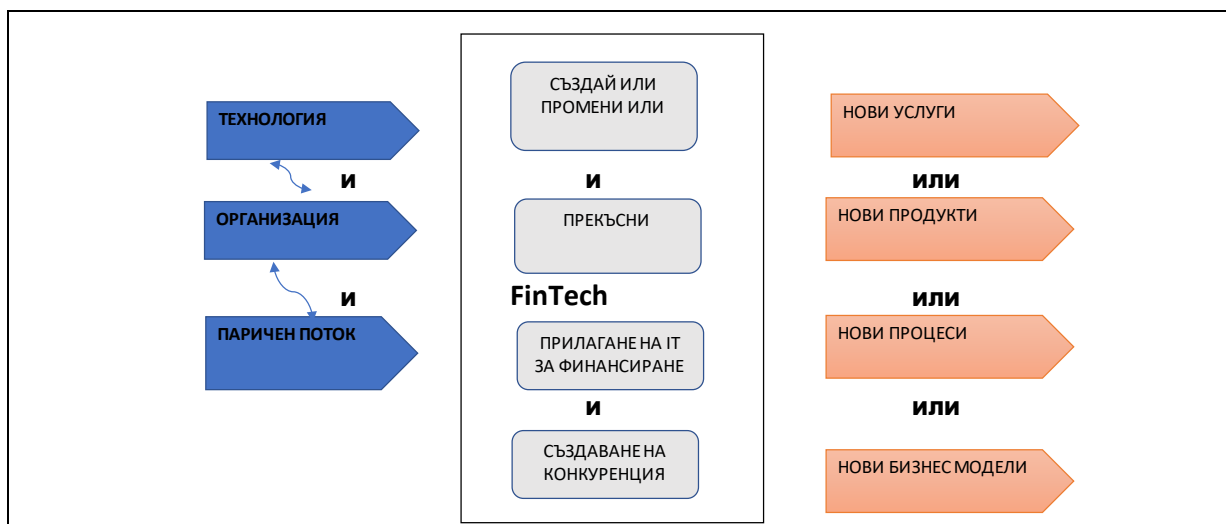 ТЕХНОЛОГИЯ
и
ОРГАНИЗАЦИЯ
и
ПАРИЧЕН ПОТОК
СЪЗДАЙ ИЛИ
ПРОМЕНИ ИЛИ
и
ПРЕКЪСНИ
FinTech
ПРИЛАГАНЕ НА IT
ЗА ФИНАНСИРАНЕ
и
СЪЗДАВАНЕ НА
КОНКУРЕНЦИЯ
НОВИ УСЛУГИ
или
НОВИ ПРОДУКТИ
или
НОВИ ПРОЦЕСИ
или
НОВИ БИЗНЕС МОДЕЛИ